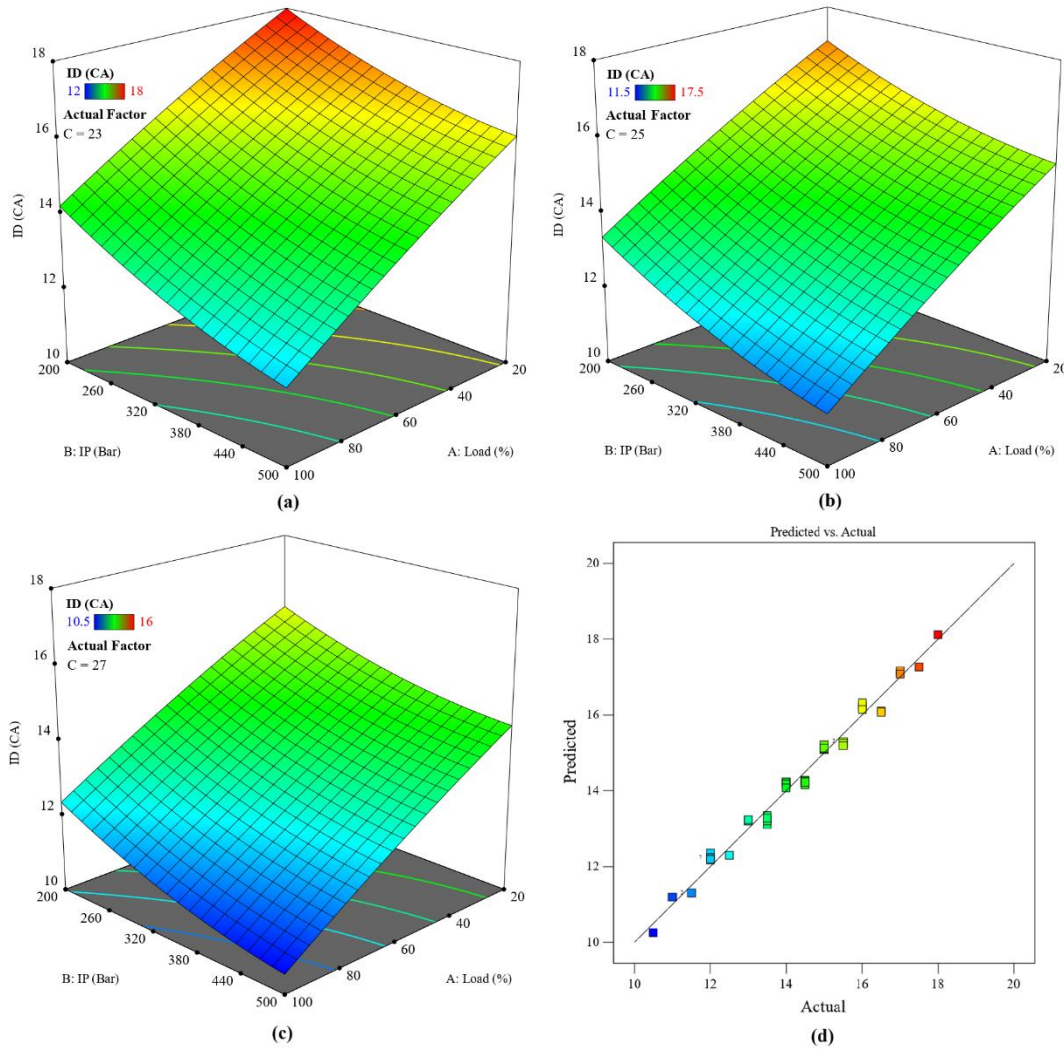 18
16
14
12
10
ID (CA)
ID (CA)
12 18
Actual Factor
C = 23
200
260
320
380
440
500
B: IP (Bar)
100
80
60
40
20
A: Load (%)
(a)
18
16
14
12
10
ID (CA)
ID (CA)
11.5 17.5
Actual Factor
C = 25
200
260
320
380
440
500
B: IP (Bar)
100
80
60
40
20
A: Load (%)
(b)
18
16
14
12
10
ID (CA)
ID (CA)
10.5 16
Actual Factor
C = 27
200
260
320
380
440
500
B: IP (Bar)
100
80
60
40
20
A: Load (%)
(c)
Predicted vs. Actual
20
18
16
14
12
10
Predicted
10 12 14 16 18 20
Actual
(d)